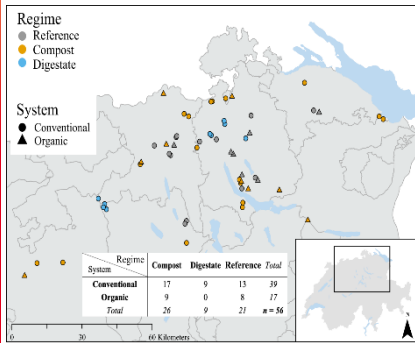 Regime
Reference
Compost
Digestate
System
Conventional
Organic
Regime
System
Compost Digestate Reference Total
Conventional 17 9 13 39
Organic 9 0 8 17
Total 26 9 21 n = 56
0 30 60 Kilometers
N